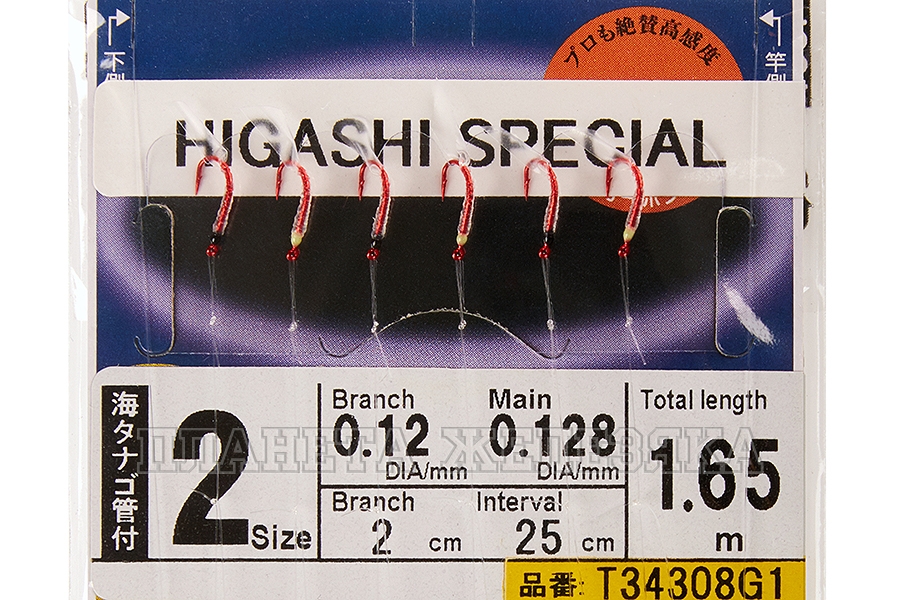 下側
竿側
プロも絶賛高感度
HIGASHI SPECIAL
海タナゴ管付
2 Size
Branch
0.12
DIA/mm
Main
0.128
DIA/mm
Total length
1.65
m
Branch
2 cm
Interval
25 cm
ПЛАНЕТА ЖЕЛЕЗЯКА
品番: T34308G1